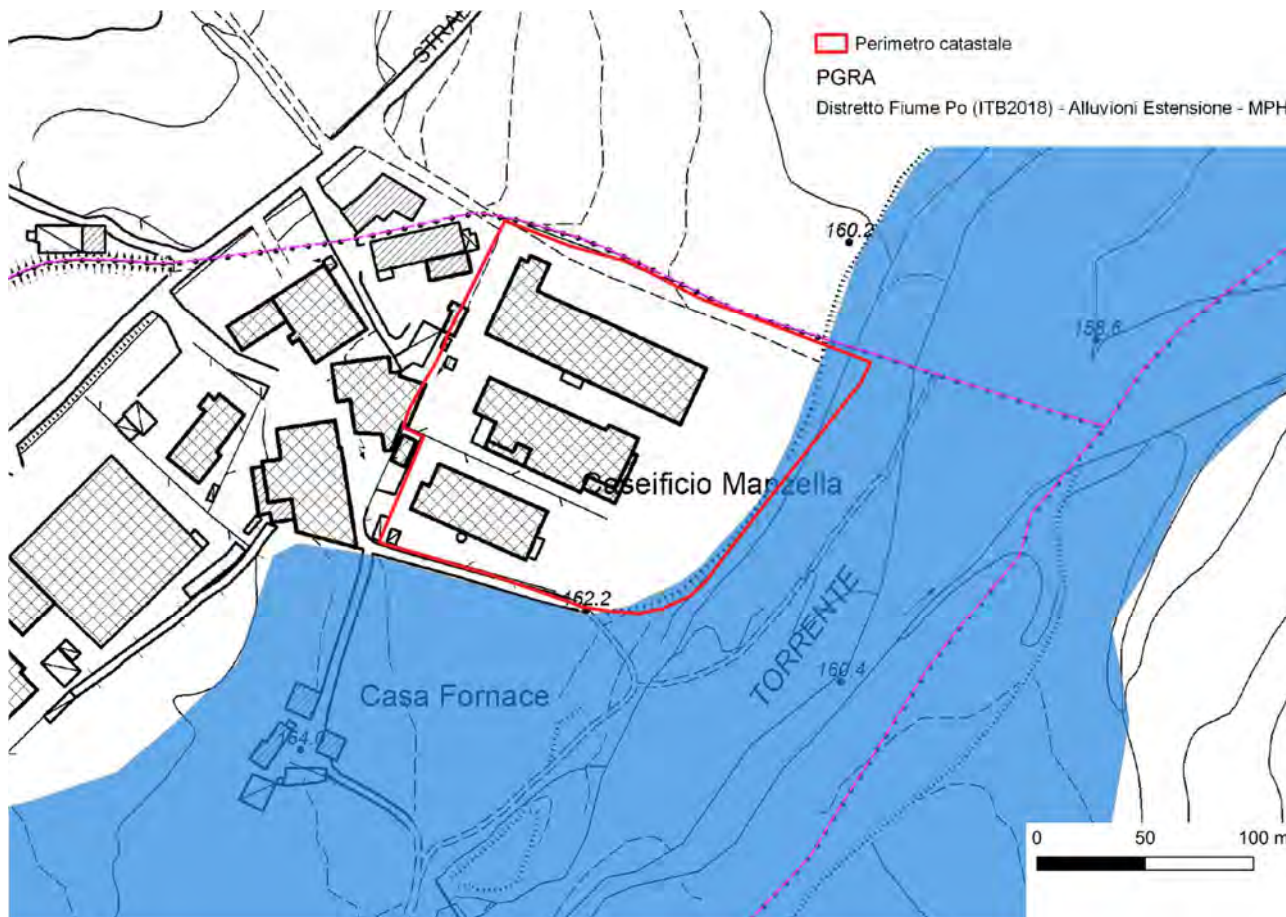 STRA
Perimetro catastale
PGRA
Distretto Fiume Po (ITB2018) - Alluvioni Estensione - MPH
160.2
158.6
Caseificio Manzella
162.2
TORRENTE
160.4
Casa Fornace
164.0
0 50 100 m